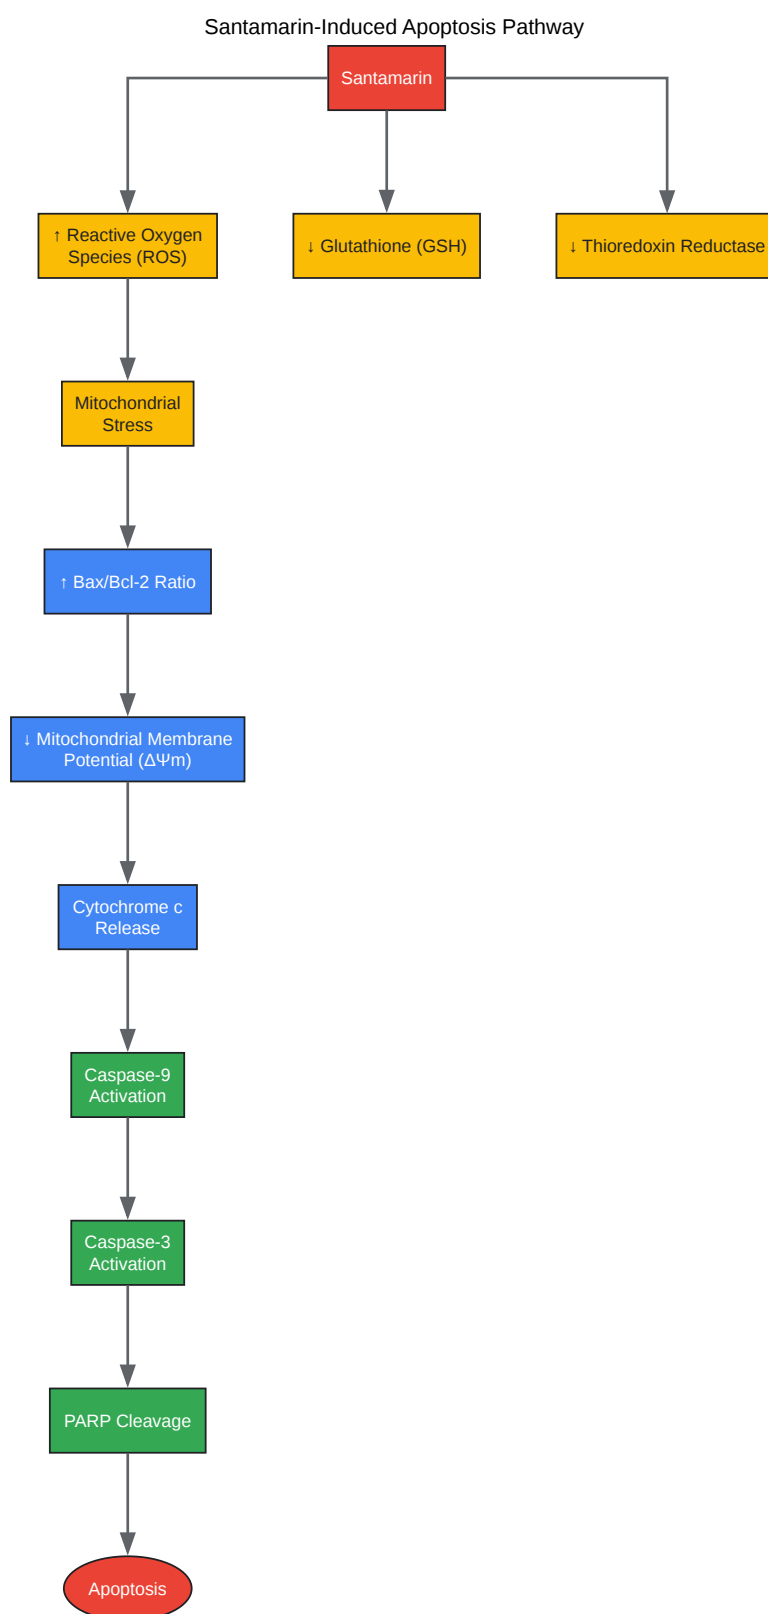 Santamarin-Induced Apoptosis Pathway
Santamarin
↑ Reactive Oxygen
Species (ROS)
↓ Glutathione (GSH)
↓ Thioredoxin Reductase
Mitochondrial
Stress
↑ Bax/Bcl-2 Ratio
↓ Mitochondrial Membrane
Potential (ΔΨm)
Cytochrome c
Release
Caspase-9
Activation
Caspase-3
Activation
PARP Cleavage
Apoptosis